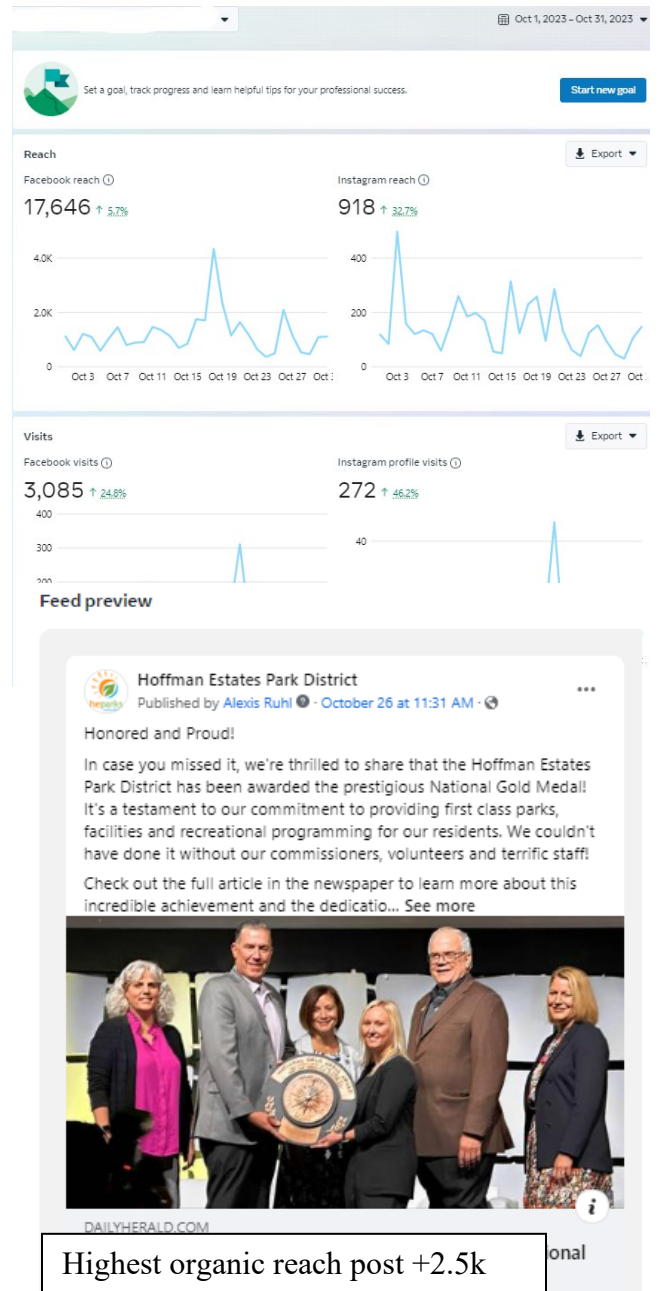 Oct 1, 2023 – Oct 31, 2023
Set a goal, track progress and learn helpful tips for your professional success.
Start new goal
Reach
Export
Facebook reach
17,646 ↑ 5.7%
4.0K
2.0K
0
Oct 3 Oct 7 Oct 11 Oct 15 Oct 19 Oct 23 Oct 27 Oct
Instagram reach
918 ↑ 32.7%
400
200
0
Oct 3 Oct 7 Oct 11 Oct 15 Oct 19 Oct 23 Oct 27 Oct
Visits
Export
Facebook visits
3,085 ↑ 24.8%
400
300
200
Instagram profile visits
272 ↑ 46.2%
40
Feed preview
heparks
Hoffman Estates Park District
Published by Alexis Ruhl · October 26 at 11:31 AM ·
Honored and Proud!
In case you missed it, we're thrilled to share that the Hoffman Estates
Park District has been awarded the prestigious National Gold Medal!
It's a testament to our commitment to providing first class parks,
facilities and recreational programming for our residents. We couldn't
have done it without our commissioners, volunteers and terrific staff!
Check out the full article in the newspaper to learn more about this
incredible achievement and the dedicatio... See more
DAILYHERALD.COM
ional
Highest organic reach post +2.5k